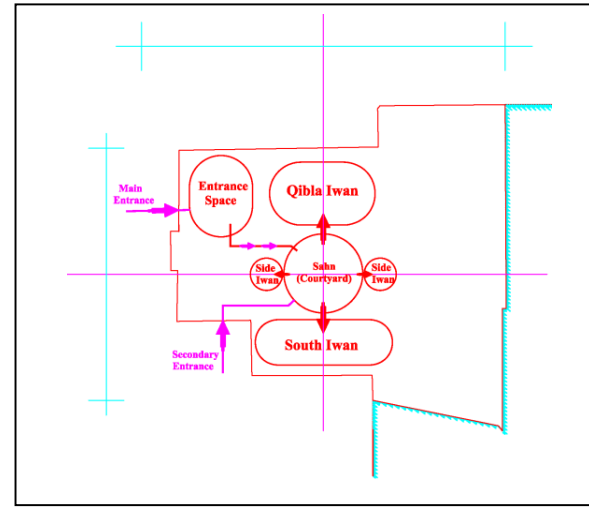 Main
Entrance
Entrance
Space
Qibla Iwan
Side
Iwan
Sahn
(Courtyard)
Side
Iwan
South Iwan
Secondary
Entrance